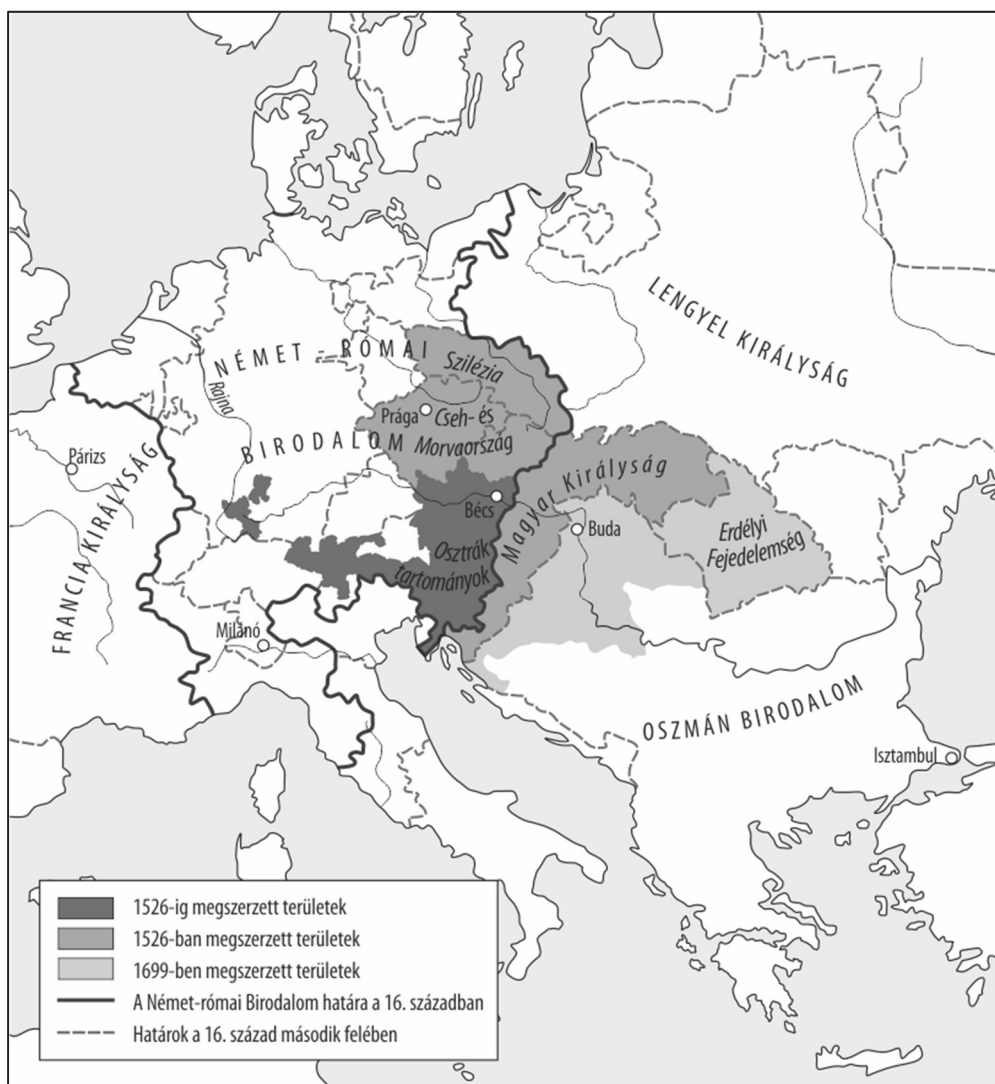 LENGYEL KIRÁLYSÁG
NÉMET - RÓMAI
BIRODALOM
Szilézia
Rajna
Prága
Cseh- és
Morvaország
Párizs
FRANCIA KIRÁLYSÁG
Bécs
Magyar Királyság
Buda
Erdélyi
Fejedelemség
Osztrák
tartományok
Milánó
OSZMÁN BIRODALOM
Isztambul
1526-ig megszerzett területek
1526-ban megszerzett területek
1699-ben megszerzett területek
A Német-római Birodalom határa a 16. században
Határok a 16. század második felében